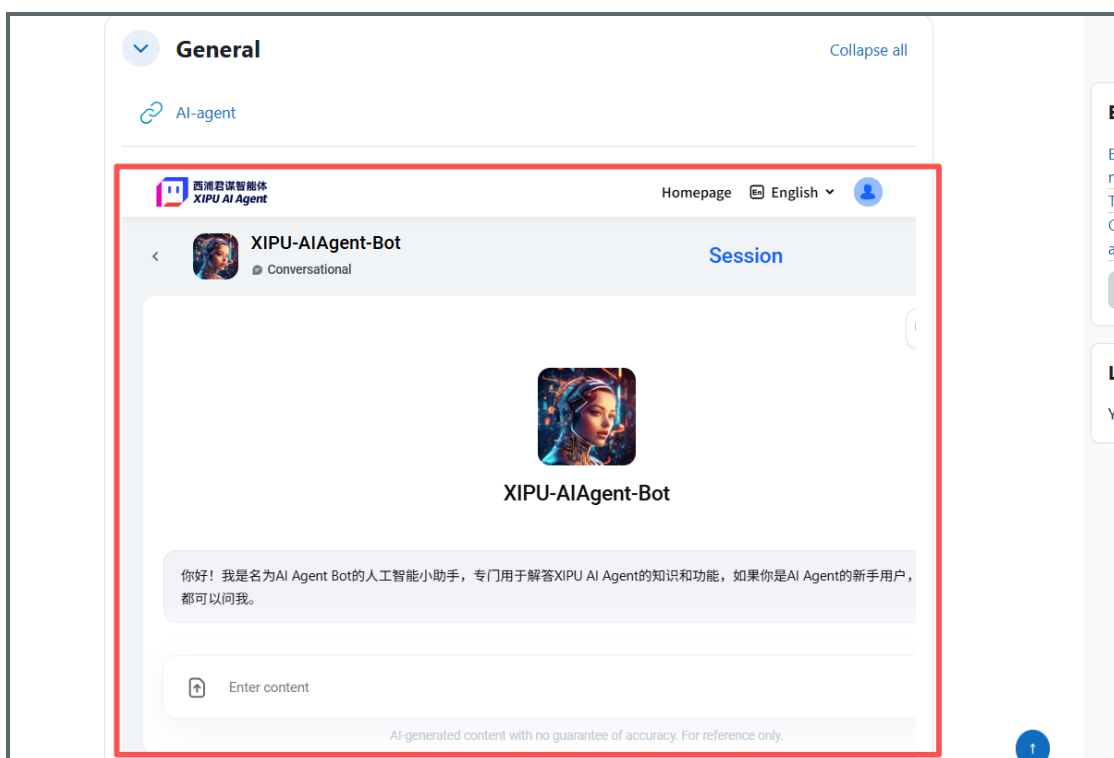 General
Collapse all
AI-agent
西浦君谋智能体
XIPU AI Agent
Homepage
En English
XIPU-AIAgent-Bot
Conversational
Session
XIPU-AIAgent-Bot
你好！我是名为AI Agent Bot的人工智能小助手，专门用于解答XIPU AI Agent的知识和功能，如果你是AI Agent的新手用户，
都可以问我。
Enter content
AI-generated content with no guarantee of accuracy. For reference only.